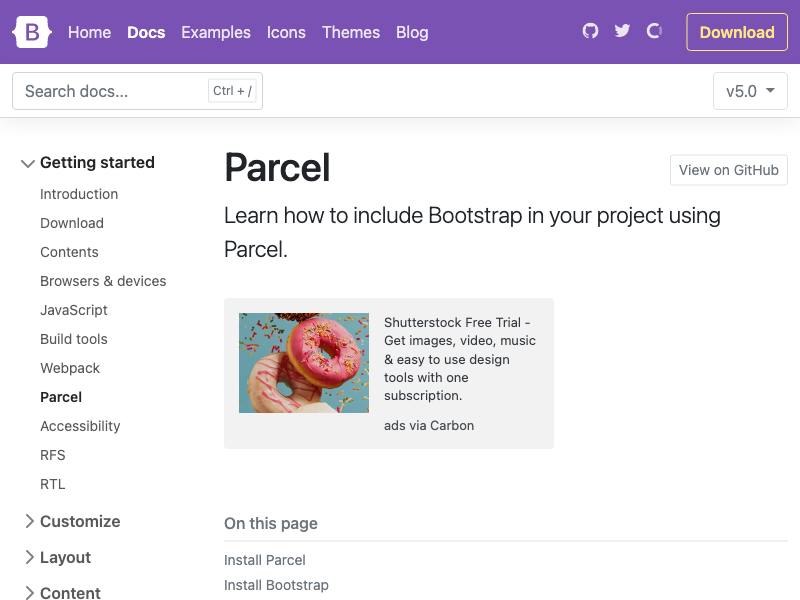 B Home Docs Examples Icons Themes Blog Download
Search docs... Ctrl + / v5.0
Getting started
Introduction
Download
Contents
Browsers & devices
JavaScript
Build tools
Webpack
Parcel
Accessibility
RFS
RTL
Customize
Layout
Content
Parcel
View on GitHub
Learn how to include Bootstrap in your project using
Parcel.
Shutterstock Free Trial -
Get images, video, music
& easy to use design
tools with one
subscription.
ads via Carbon
On this page
Install Parcel
Install Bootstrap